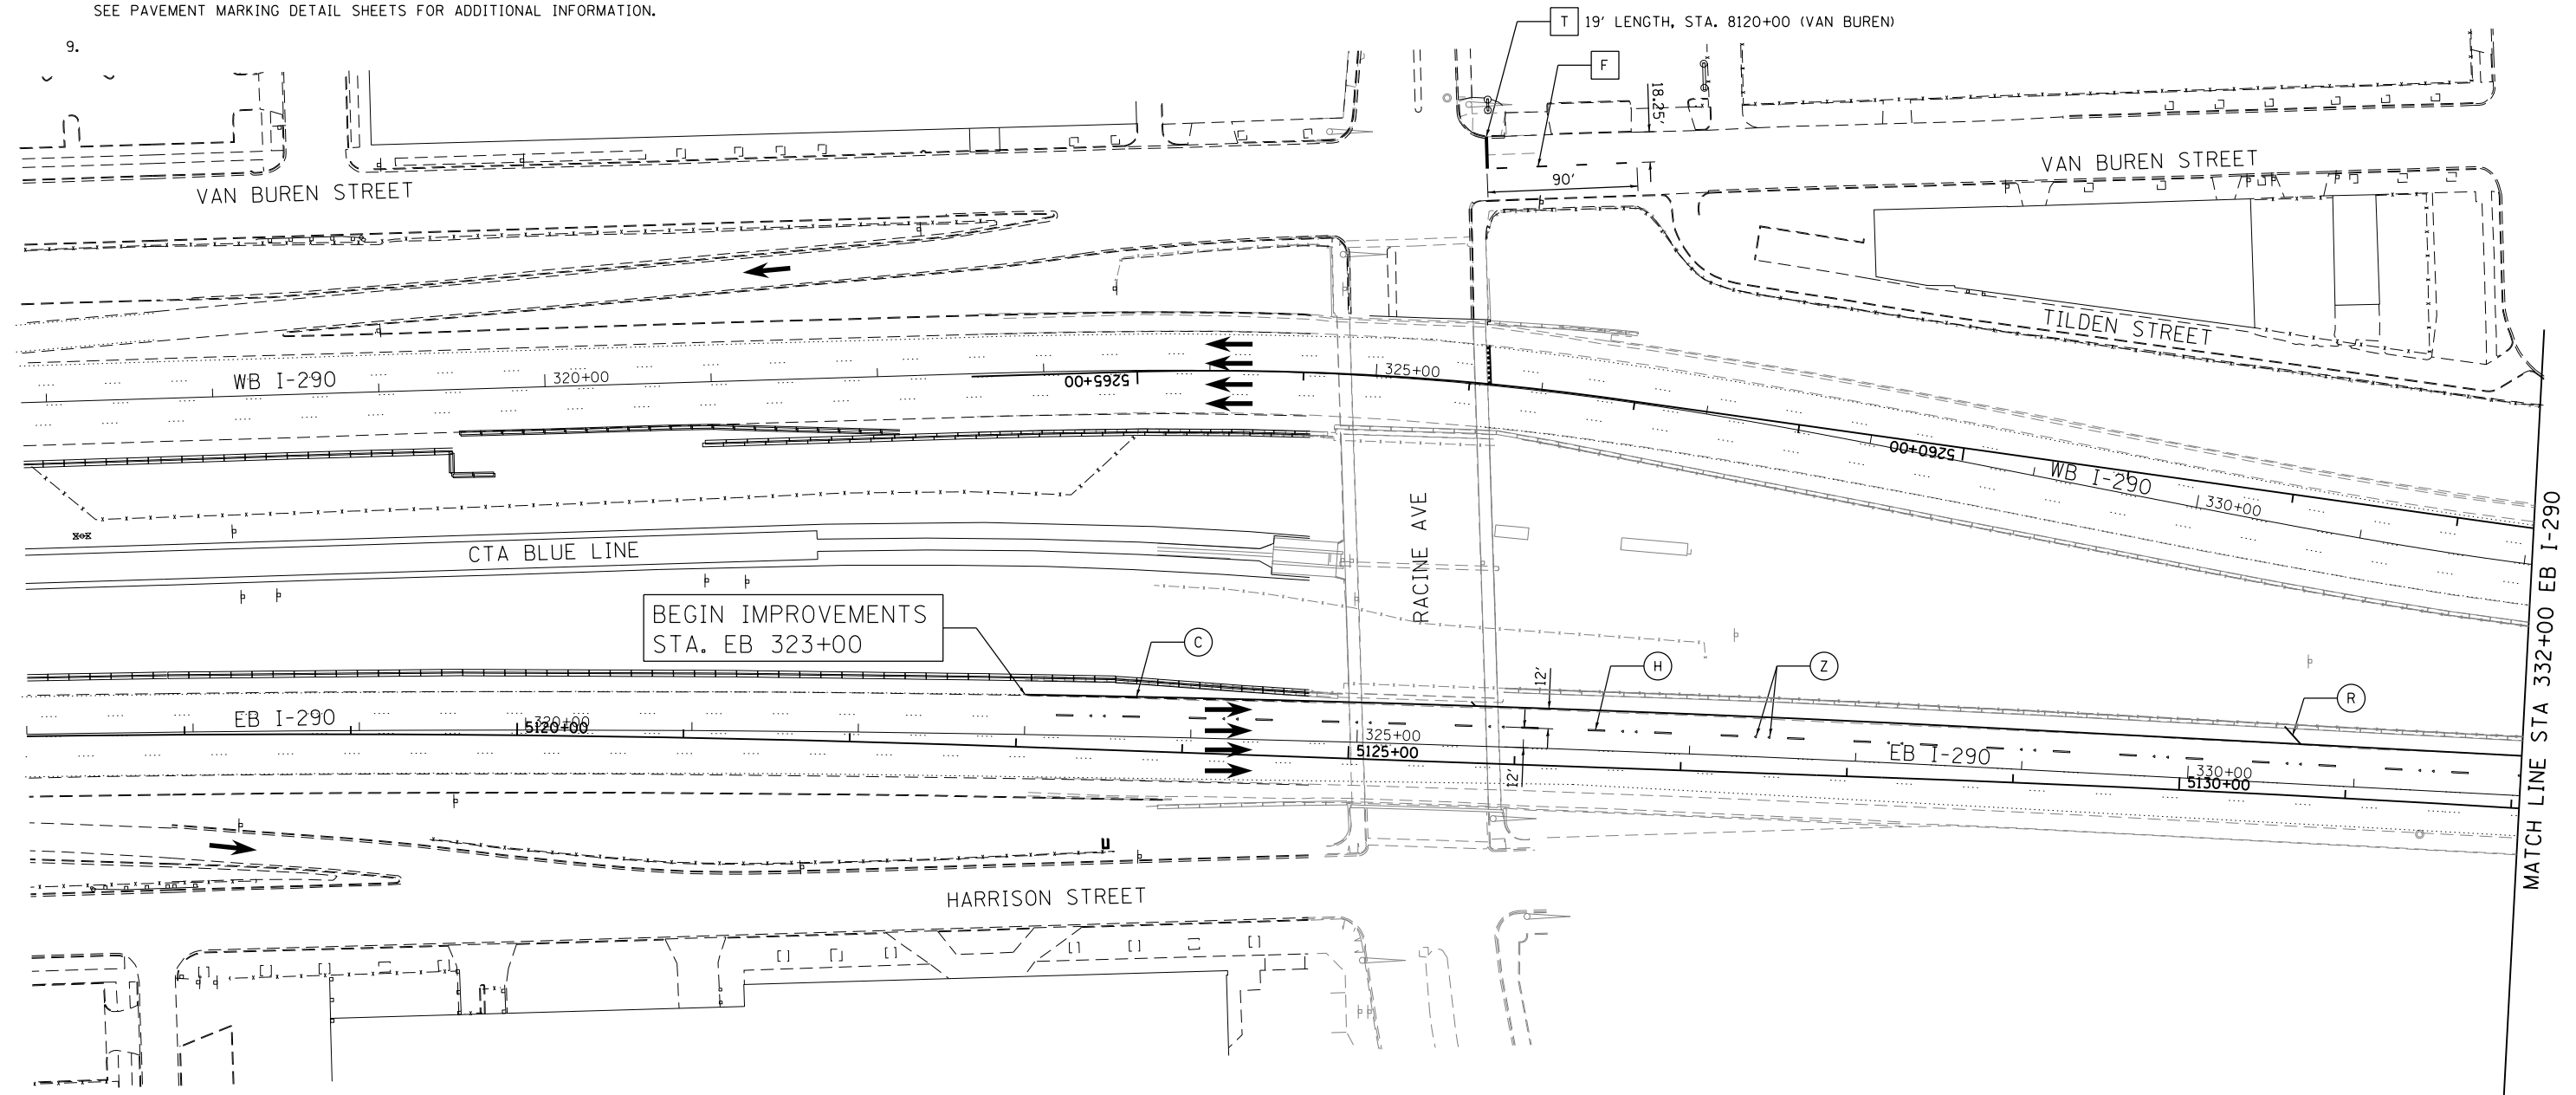 SEE PAVEMENT MARKING DETAIL SHEETS FOR ADDITIONAL INFORMATION.
9.
T 19' LENGTH, STA. 8120+00 (VAN BUREN)
F
18.25'
90'
VAN BUREN STREET
VAN BUREN STREET
TILDEN STREET
WB I-290
320+00
5265+00
325+00
5260+00
WB I-290
330+00
CTA BLUE LINE
RACINE AVE
BEGIN IMPROVEMENTS
STA. EB 323+00
C
12'
H
Z
R
EB I-290
320+00
5120+00
325+00
5125+00
12'
EB I-290
330+00
5130+00
HARRISON STREET
MATCH LINE STA 332+00 EB I-290